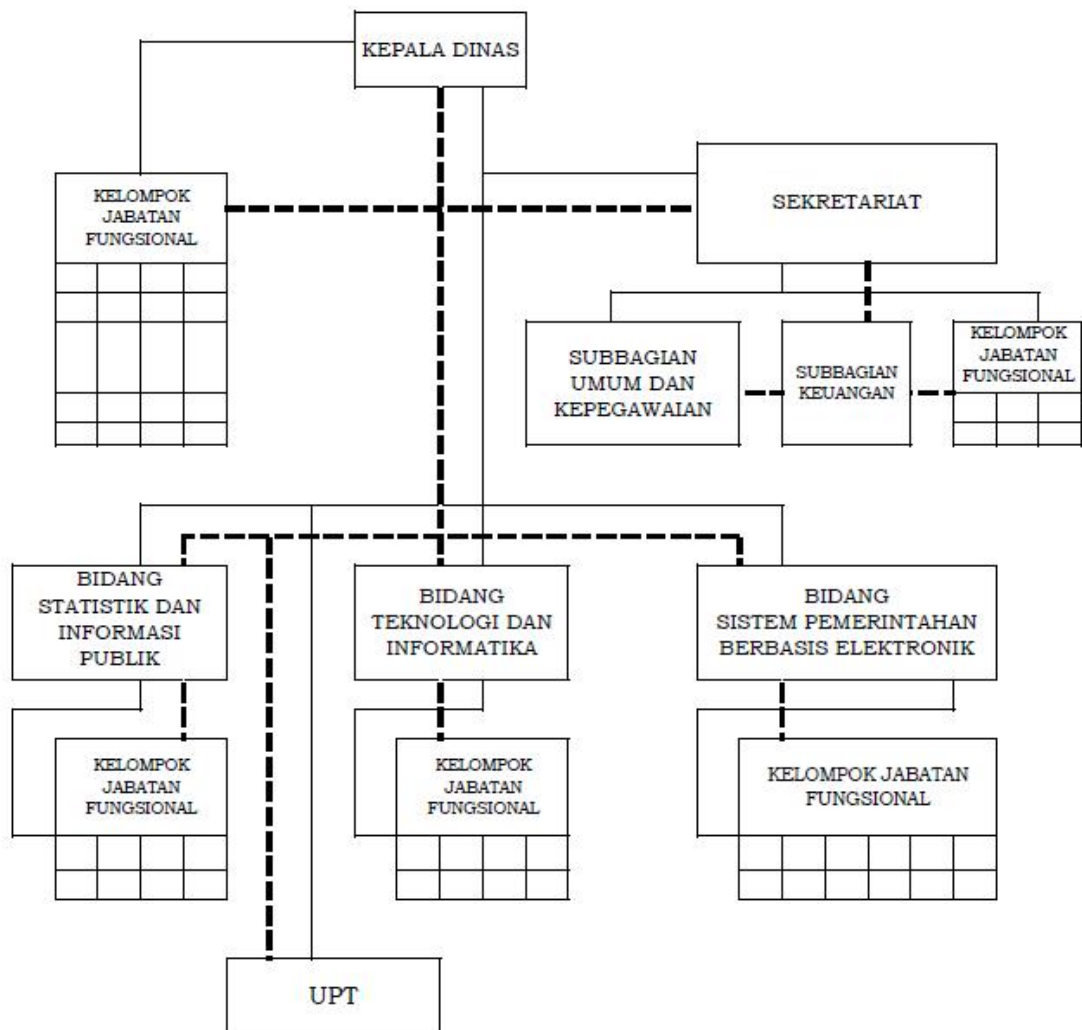 KEPALA DINAS
KELOMPOK
JABATAN
FUNGSIONAL
SEKRETARIAT
SUBBAGIAN
UMUM DAN
KEPEGAWAIAN
SUBBAGIAN
KEUANGAN
KELOMPOK
JABATAN
FUNGSIONAL
BIDANG
STATISTIK DAN
INFORMASI
PUBLIK
BIDANG
TEKNOLOGI DAN
INFORMATIKA
BIDANG
SISTEM PEMERINTAHAN
BERBASIS ELEKTRONIK
KELOMPOK
JABATAN
FUNGSIONAL
KELOMPOK
JABATAN
FUNGSIONAL
KELOMPOK JABATAN
FUNGSIONAL
UPT